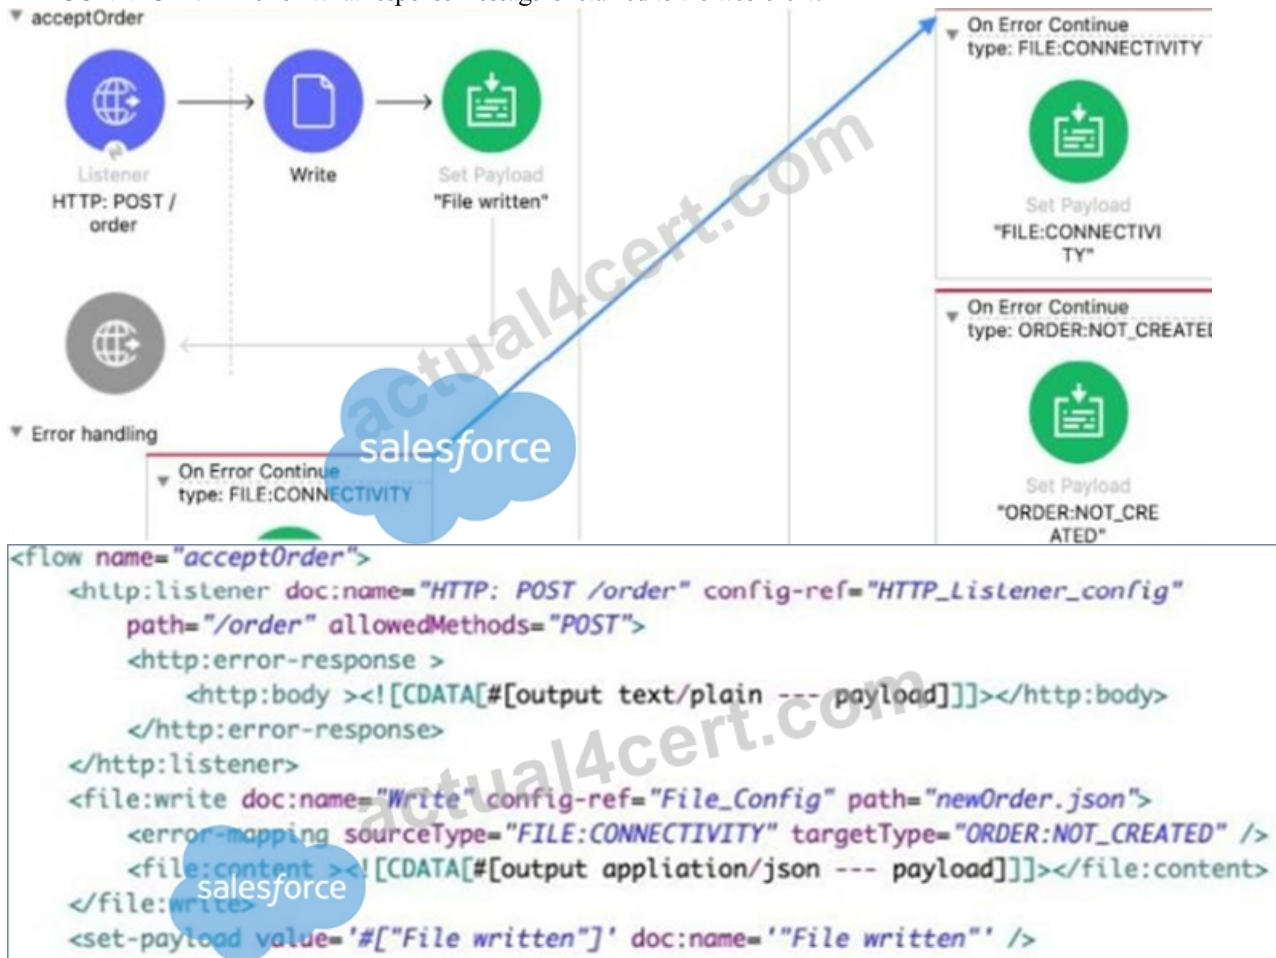 acceptOrder
Listener
HTTP: POST /
order
Write
Set Payload
"File written"
Error handling
On Error Continue
type: FILE:CONNECTIVITY
On Error Continue
type: FILE:CONNECTIVITY
Set Payload
"FILE:CONNECTIVI
TY"
On Error Continue
type: ORDER:NOT_CREATED
Set Payload
"ORDER:NOT_CRE
ATED"
actual4cert.com
salesforce
<flow name="acceptOrder">
<http:listener doc:name="HTTP: POST /order" config-ref="HTTP_Listener_config"
path="/order" allowedMethods="POST">
<http:error-response >
<http:body ><![CDATA[#[output text/plain --- payload]]]></http:body>
</http:error-response>
</http:listener>
<file:write doc:name="Write" config-ref="File_Config" path="newOrder.json">
<error-mapping sourceType="FILE:CONNECTIVITY" targetType="ORDER:NOT_CREATED" />
<file:content ><![CDATA[#[output appliation/json --- payload]]]></file:content>
</file:write>
<set-payload value='#["File written"]' doc:name='"File written"' />
actual4cert.com
salesforce